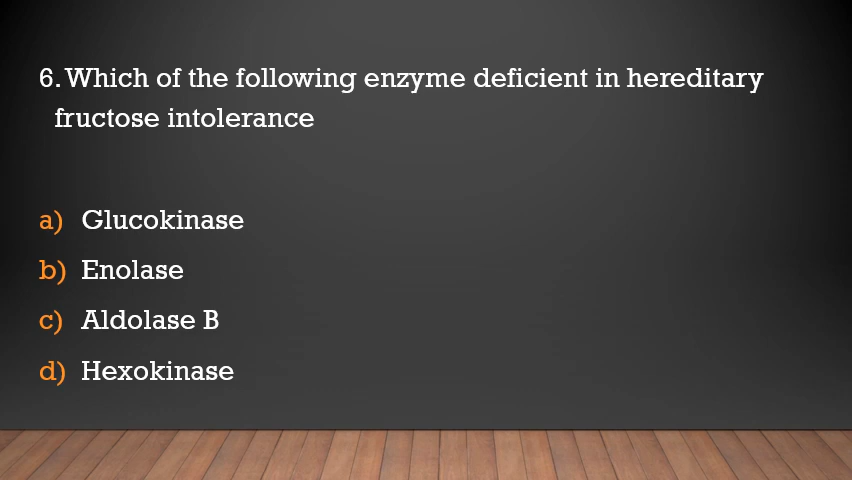 6. Which of the following enzyme deficient in hereditary
fructose intolerance
a) Glucokinase
b) Enolase
c) Aldolase B
d) Hexokinase